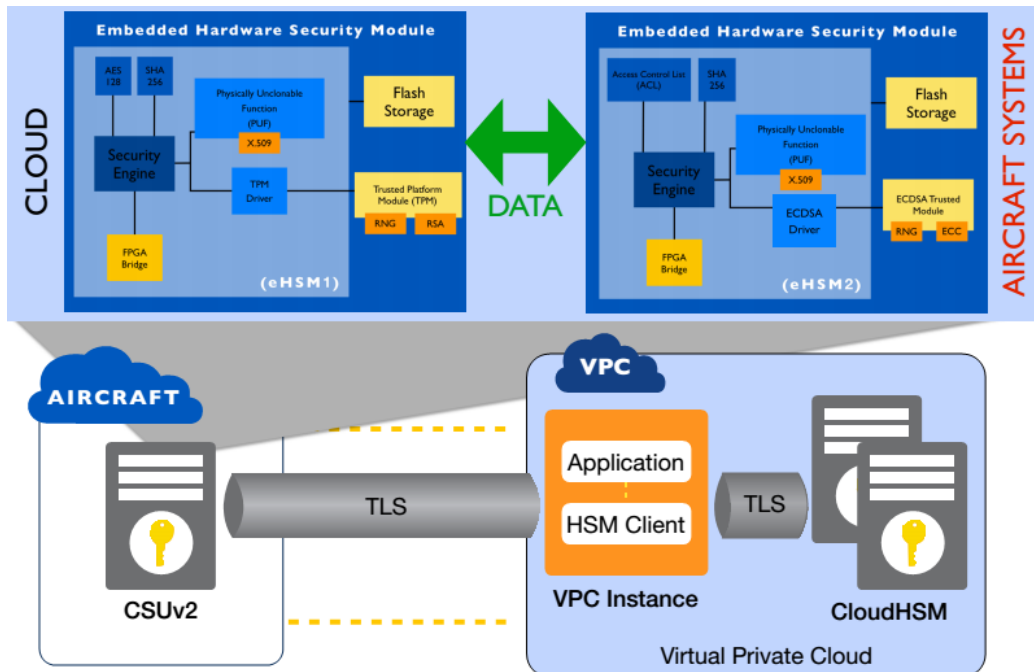 CLOUD
Embedded Hardware Security Module
AES
128
SHA
256
Physically Unclonable
Function
(PUF)
X.509
Security
Engine
TPM
Driver
FPGA
Bridge
(eHSM1)
Flash
Storage
Trusted Platform
Module (TPM)
RNG
RSA
DATA
Embedded Hardware Security Module
Access Control List
(ACL)
SHA
256
Physically Unclonable
Function
(PUF)
X.509
Security
Engine
ECDSA
Driver
FPGA
Bridge
(eHSM2)
Flash
Storage
ECDSA Trusted
Module
RNG
ECC
AIRCRAFT SYSTEMS
AIRCRAFT
CSUv2
TLS
VPC
Application
HSM Client
VPC Instance
TLS
CloudHSM
Virtual Private Cloud